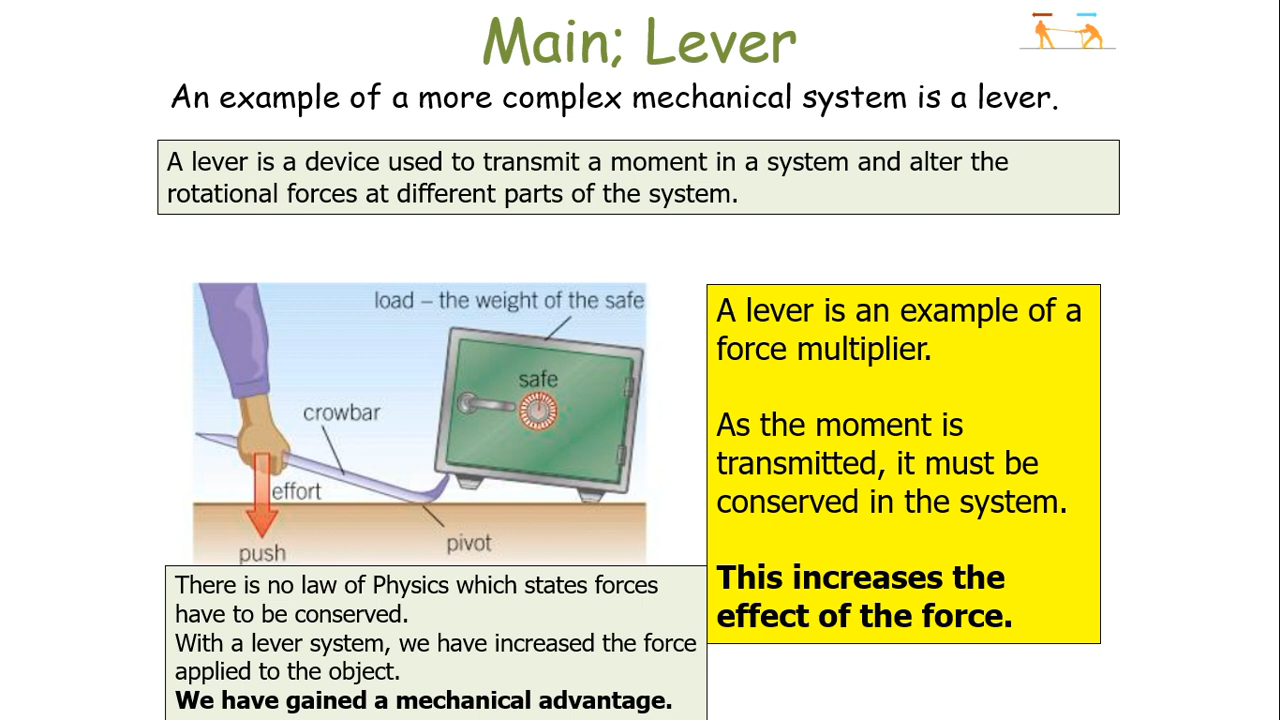 Main; Lever
An example of a more complex mechanical system is a lever.
A lever is a device used to transmit a moment in a system and alter the
rotational forces at different parts of the system.
load – the weight of the safe
safe
crowbar
effort
push
pivot
A lever is an example of a
force multiplier.
As the moment is
transmitted, it must be
conserved in the system.
This increases the
effect of the force.
There is no law of Physics which states forces
have to be conserved.
With a lever system, we have increased the force
applied to the object.
We have gained a mechanical advantage.